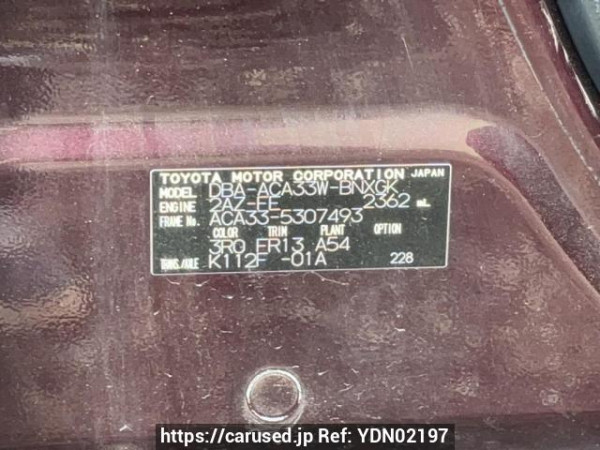 TOYOTA MOTOR CORPORATION JAPAN
MODEL DBA-ACA33W-BNXGK
ENGINE 2AZ-FE 2362 mL
FRAME No. ACA33-5307493
COLOR TRIM PLANT
3R0 FR13 A54
TRANS./AXLE K112F -01A 228
https://carused.jp Ref: YDN02197